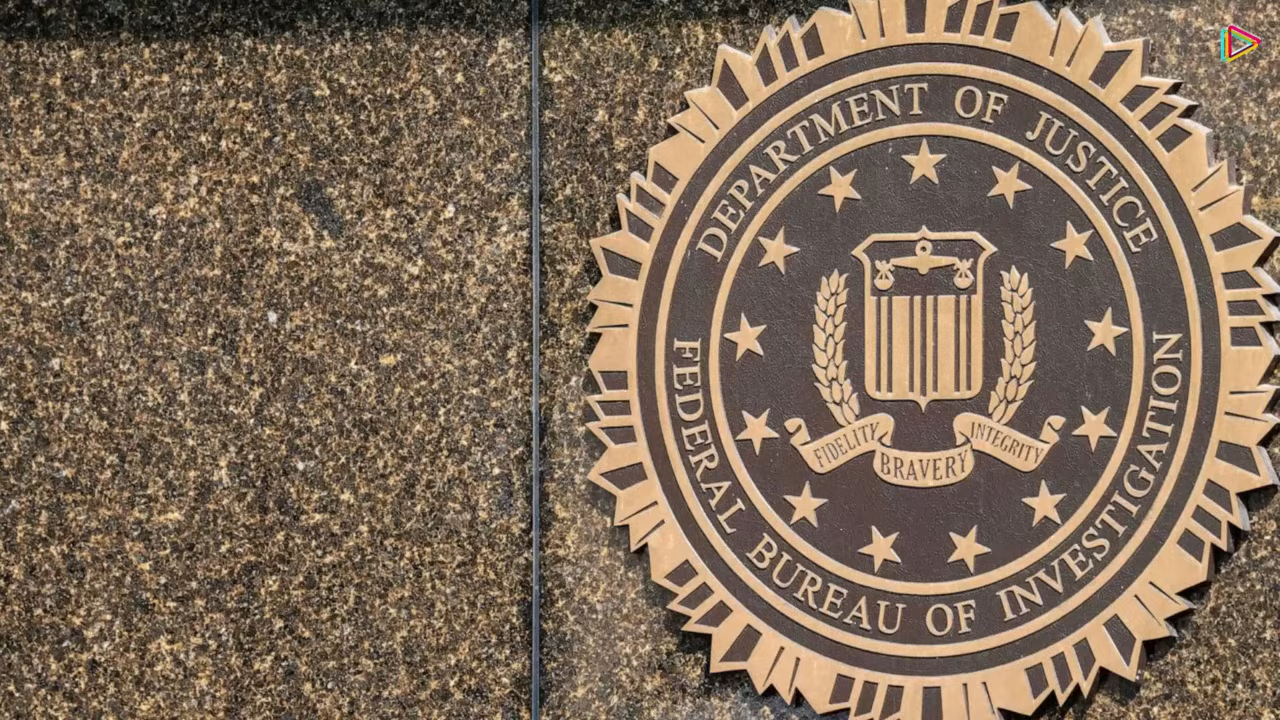 DEPARTMENT OF JUSTICE
FIDELITY
BRAVERY
INTEGRITY
FEDERAL BUREAU OF INVESTIGATION